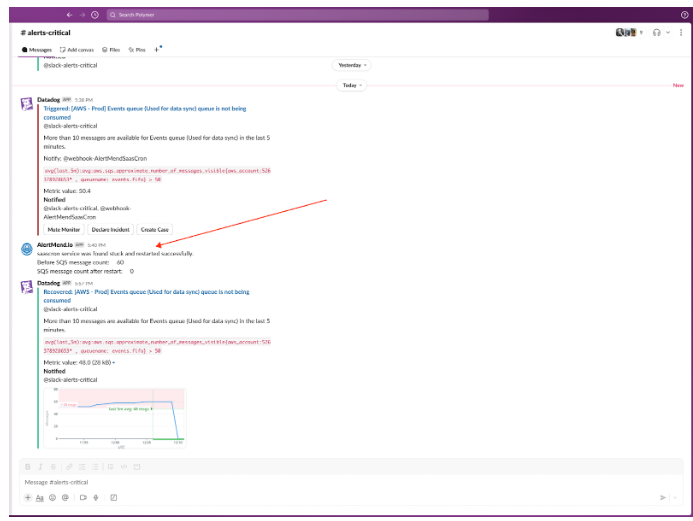 Search Polymer
# alerts-critical
Messages Add canvas Files Pins +
@slack-alerts-critical
Yesterday
Today
New
Datadog APP 5:38 PM
Triggered: [AWS - Prod] Events queue (Used for data sync) queue is not being
consumed
@slack-alerts-critical
More than 10 messages are available for Events queue (Used for data sync) in the last 5
minutes.
Notify: @webhook-AlertMendSaasCron
avg(last_5m):avg:aws.sqs.approximate_number_of_messages_visible{aws_account:526
378928653* , queuename: events.fifo} > 50
Metric value: 50.4
Notified
@slack-alerts-critical, @webhook-
AlertMendSaasCron
Mute Monitor Declare Incident Create Case
AlertMend.io APP 5:40 PM
saascron service was found stuck and restarted successfully.
Before SQS message count: 60
SQS message count after restart: 0
Datadog APP 5:57 PM
Recovered: [AWS - Prod] Events queue (Used for data sync) queue is not being
consumed
@slack-alerts-critical
More than 10 messages are available for Events queue (Used for data sync) in the last 5
minutes.
avg(last_5m):avg:aws.sqs.approximate_number_of_messages_visible{aws_account:526
378928653* , queuename: events.fifo} > 50
Metric value: 48.0 (28 kB)
Notified
@slack-alerts-critical
Message #alerts-critical